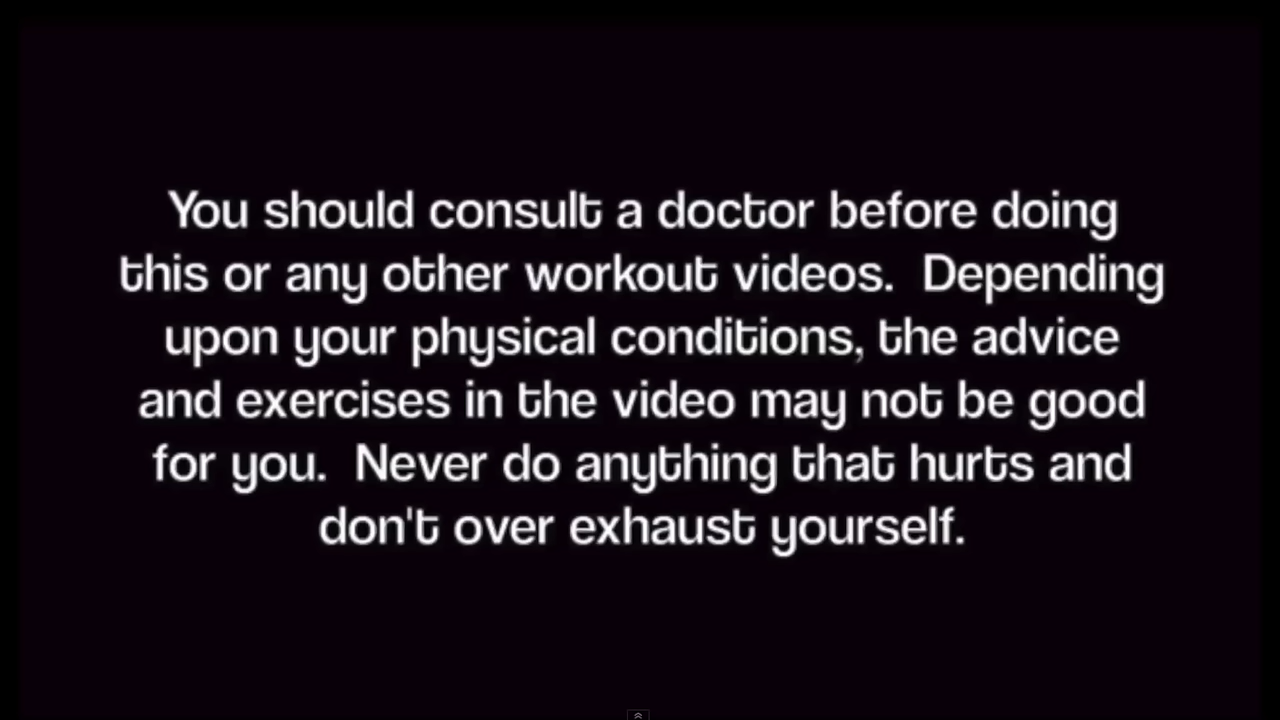 You should consult a doctor before doing
this or any other workout videos.  Depending
upon your physical conditions, the advice
and exercises in the video may not be good
for you.  Never do anything that hurts and
don't over exhaust yourself.